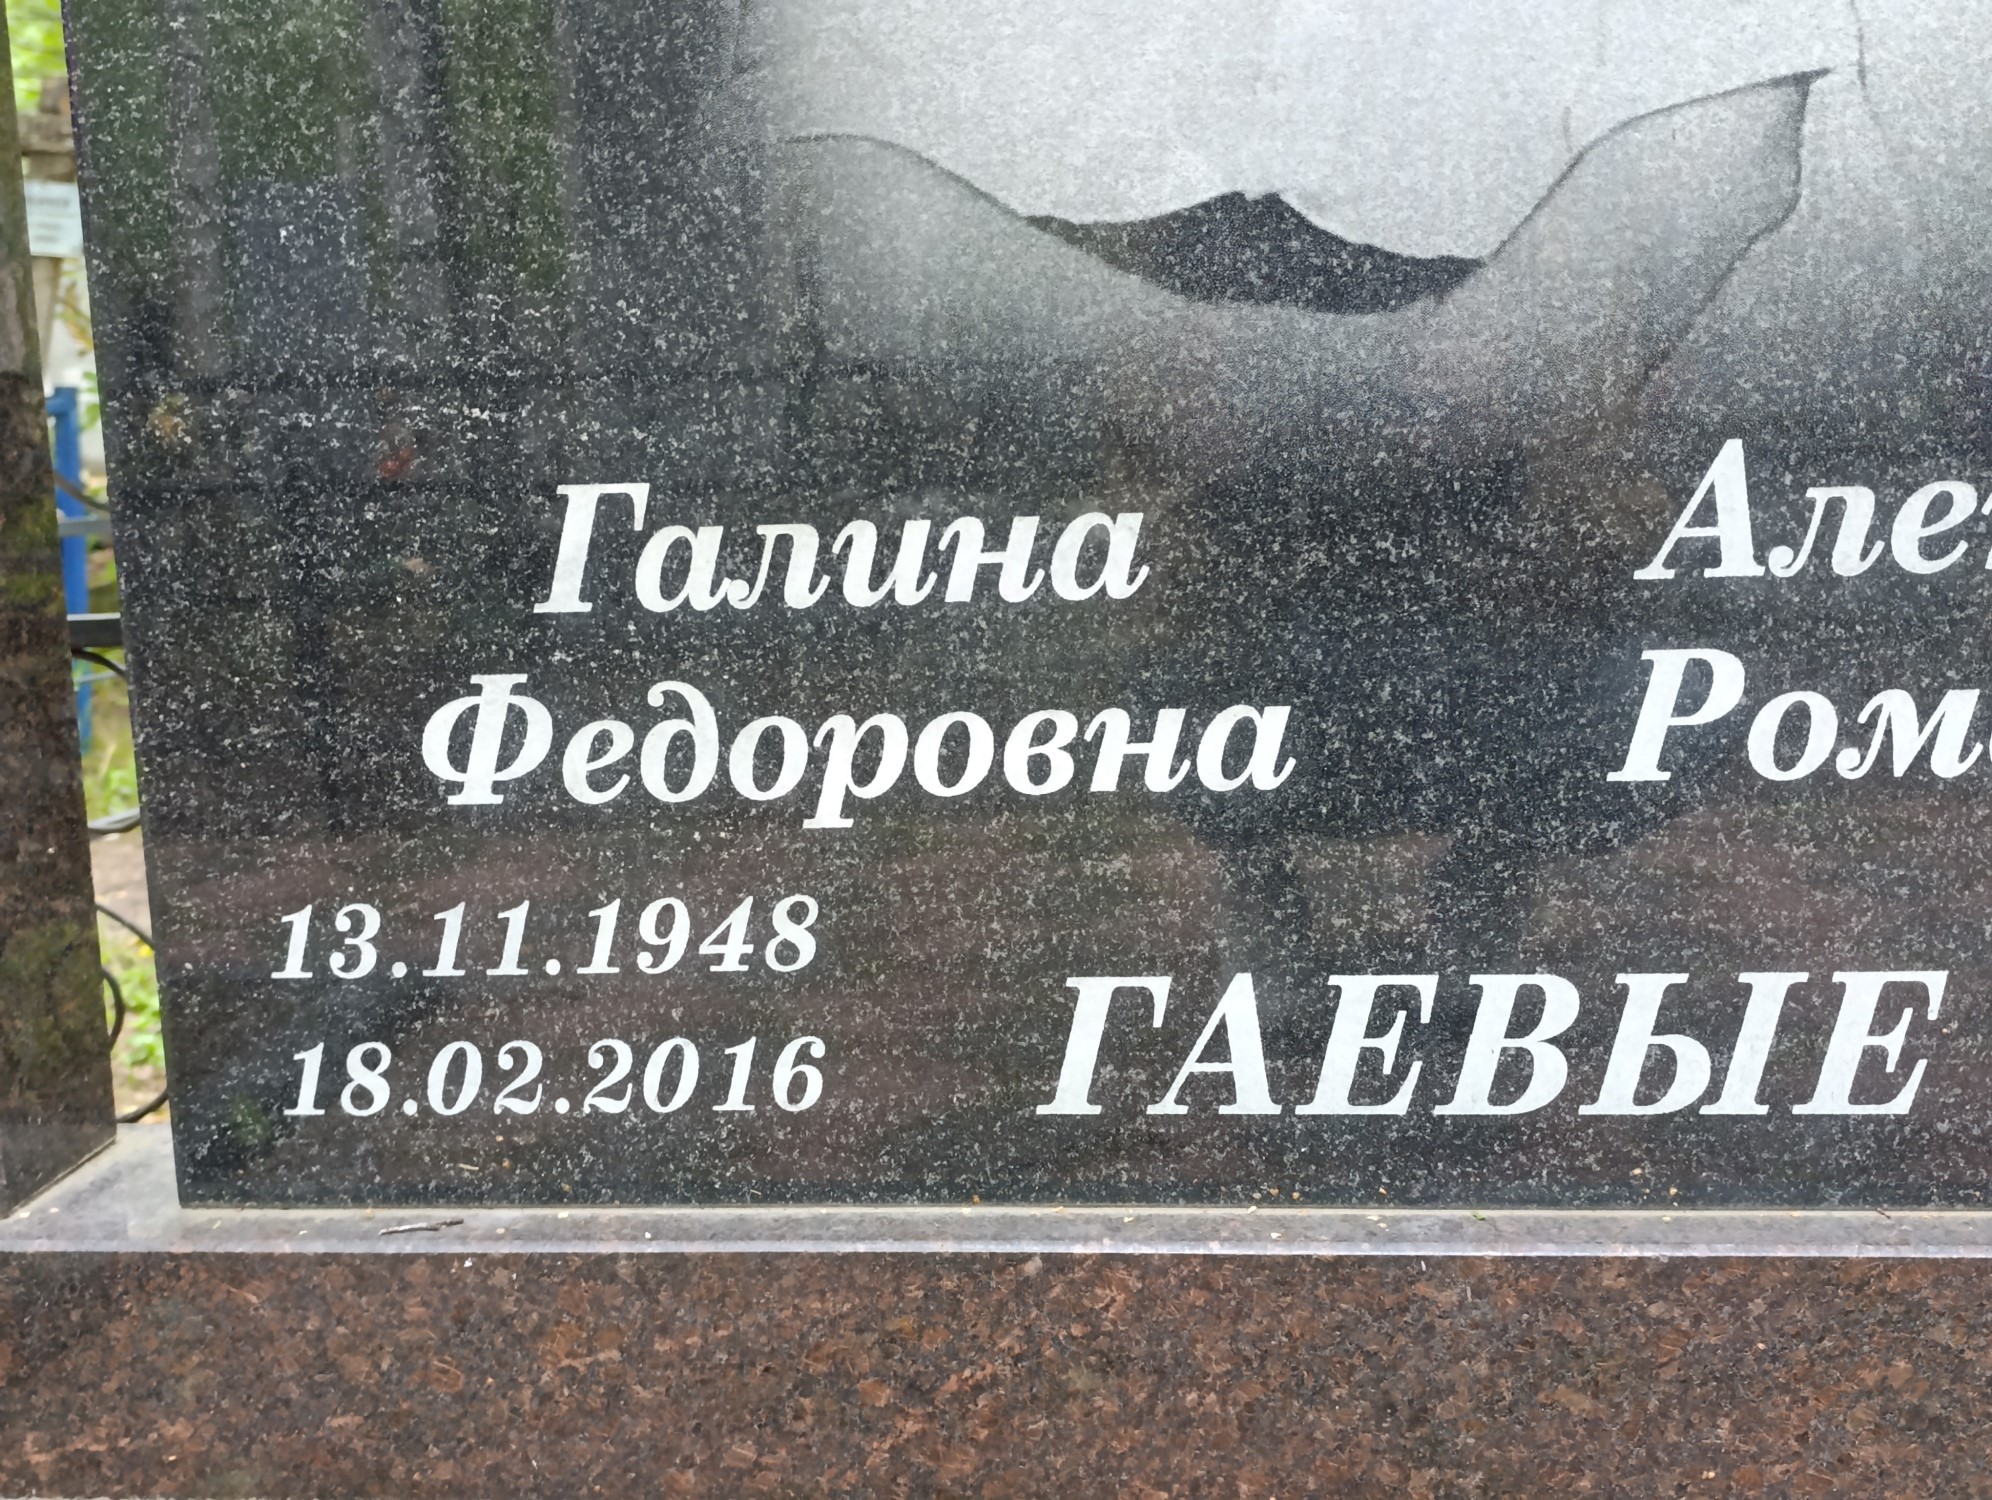 Галина
Федоровна
13.11.1948
18.02.2016
ГАЕВЫЕ